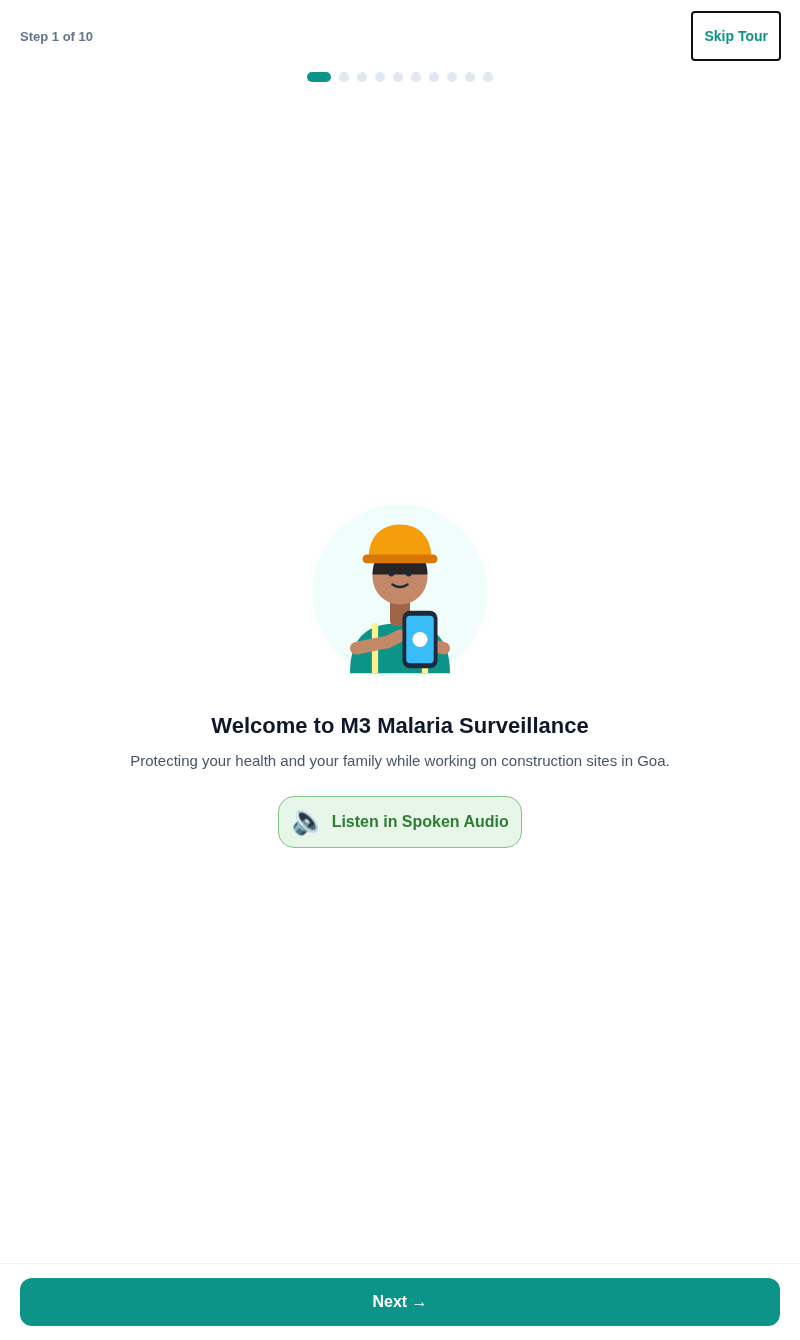 Step 1 of 10
Skip Tour
Welcome to M3 Malaria Surveillance
Protecting your health and your family while working on construction sites in Goa.
Listen in Spoken Audio
Next →